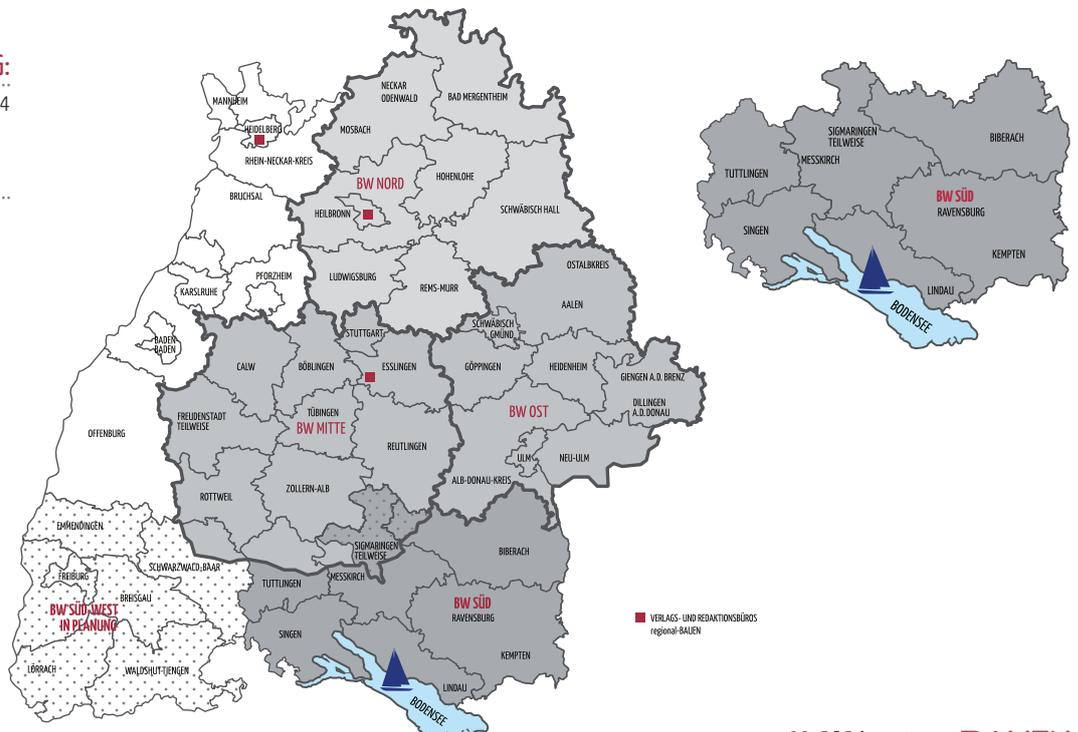 G:
4
MANNHEIM
HEIDELBERG
RHEIN-NECKAR-KREIS
BRUCHSAL
PFORZHEIM
KARSLRUHE
BADEN
BADEN
OFFENBURG
NECKAR
ODENWALD
BAD MERGENTHEIM
MOSBACH
BW NORD
HOHENLOHE
HEILBRONN
SCHWÄBISCH HALL
LUDWIGSBURG
REMS-MURR
OSTALBKREIS
AALEN
SCHWÄBISCH
GMÜND
STUTTGART
CALW
BÖBLINGEN
ESSLINGEN
GÖPPINGEN
HEIDENHEIM
GIENGEN A.D. BRENZ
DILLINGEN
A.D. DONAU
FREUDENSTADT
TEILWEISE
TÜBINGEN
BW MITTE
BW OST
REUTLINGEN
ULM
NEU-ULM
ROTTWEIL
ZOLLERN-ALB
ALB-DONAU-KREIS
EMMENDINGEN
SIGMARINGEN
TEILWEISE
BIBERACH
SCHWARZWALD-BAAR
FREIBURG
BREISGAU
BW SÜD-WEST
IN PLANUNG
LÖRRACH
WALDSHUT-TIENGEN
TUTTLINGEN
MESSKIRCH
BW SÜD
RAVENSBURG
SINGEN
KEMPTEN
LINDAU
BODENSEE
SIGMARINGEN
TEILWEISE
BIBERACH
MESSKIRCH
TUTTLINGEN
BW SÜD
RAVENSBURG
SINGEN
KEMPTEN
LINDAU
BODENSEE
VERLAGS- UND REDAKTIONSBÜROS
regional-BAUEN